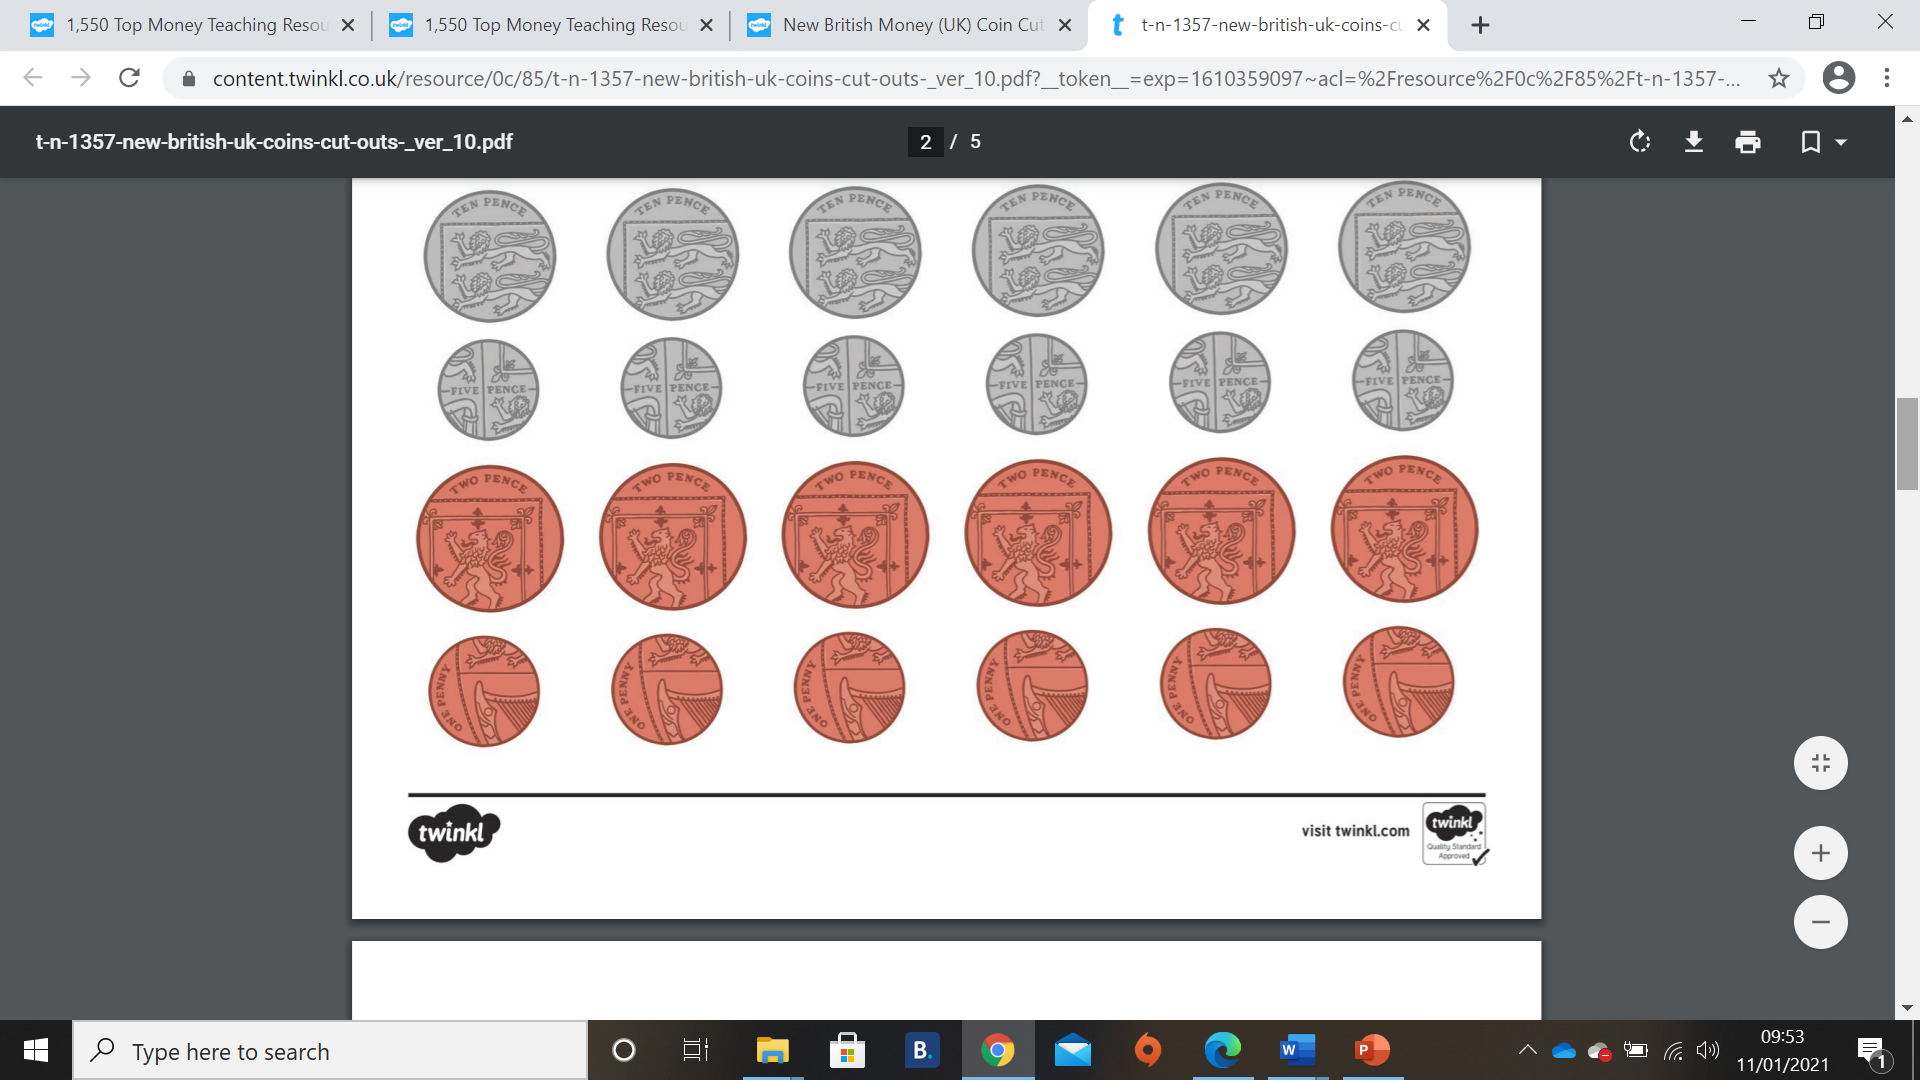 1,550 Top Money Teaching Resou
1,550 Top Money Teaching Resou
New British Money (UK) Coin Cut
t-n-1357-new-british-uk-coins-cu
content.twinkl.co.uk/resource/0c/85/t-n-1357-new-british-uk-coins-cut-outs-_ver_10.pdf?__token__=exp=1610359097~acl=%2Fresource%2F0c%2F85%2Ft-n-1357-...
t-n-1357-new-british-uk-coins-cut-outs-_ver_10.pdf
2 / 5
TEN PENCE TEN PENCE TEN PENCE TEN PENCE TEN PENCE TEN PENCE
FIVE PENCE FIVE PENCE FIVE PENCE FIVE PENCE FIVE PENCE FIVE PENCE
TWO PENCE TWO PENCE TWO PENCE TWO PENCE TWO PENCE TWO PENCE
ONE PENNY ONE PENNY ONE PENNY ONE PENNY ONE PENNY ONE PENNY
twinkl
visit twinkl.com
twinkl
Quality Standard
Approved
Type here to search
B.
W
P
09:53
11/01/2021
1